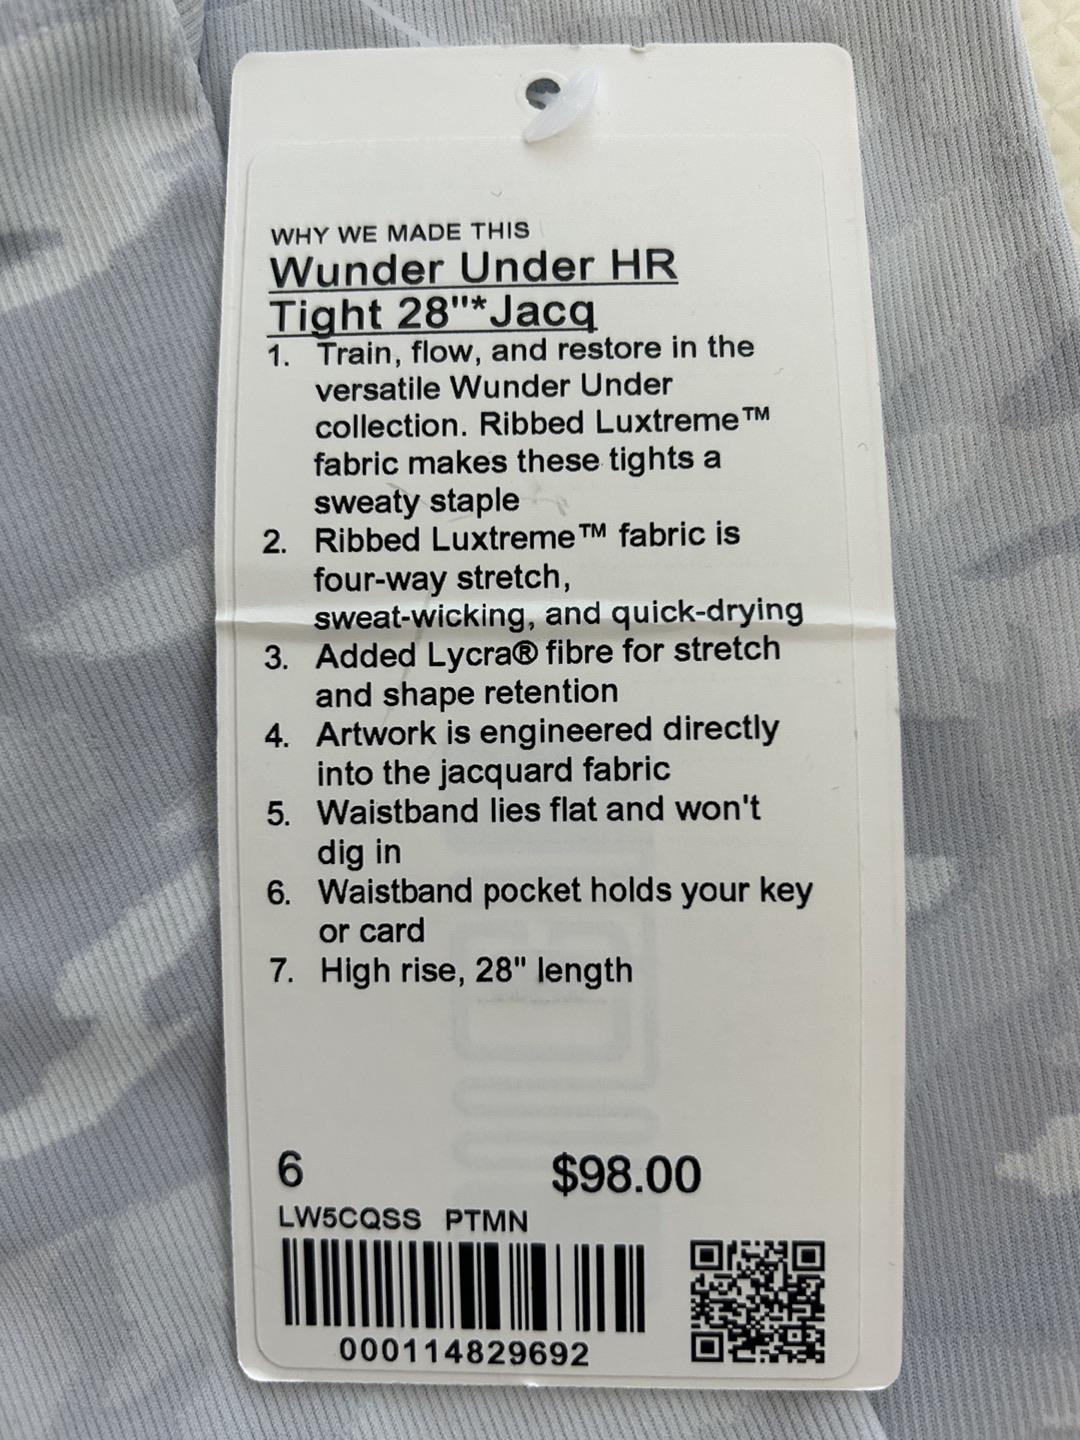 WHY WE MADE THIS
Wunder Under HR
Tight 28"*Jacq
1. Train, flow, and restore in the
versatile Wunder Under
collection. Ribbed Luxtreme™
fabric makes these tights a
sweaty staple
2. Ribbed Luxtreme™ fabric is
four-way stretch,
sweat-wicking, and quick-drying
3. Added Lycra® fibre for stretch
and shape retention
4. Artwork is engineered directly
into the jacquard fabric
5. Waistband lies flat and won't
dig in
6. Waistband pocket holds your key
or card
7. High rise, 28" length
6 $98.00
LW5CQSS PTMN
000114829692